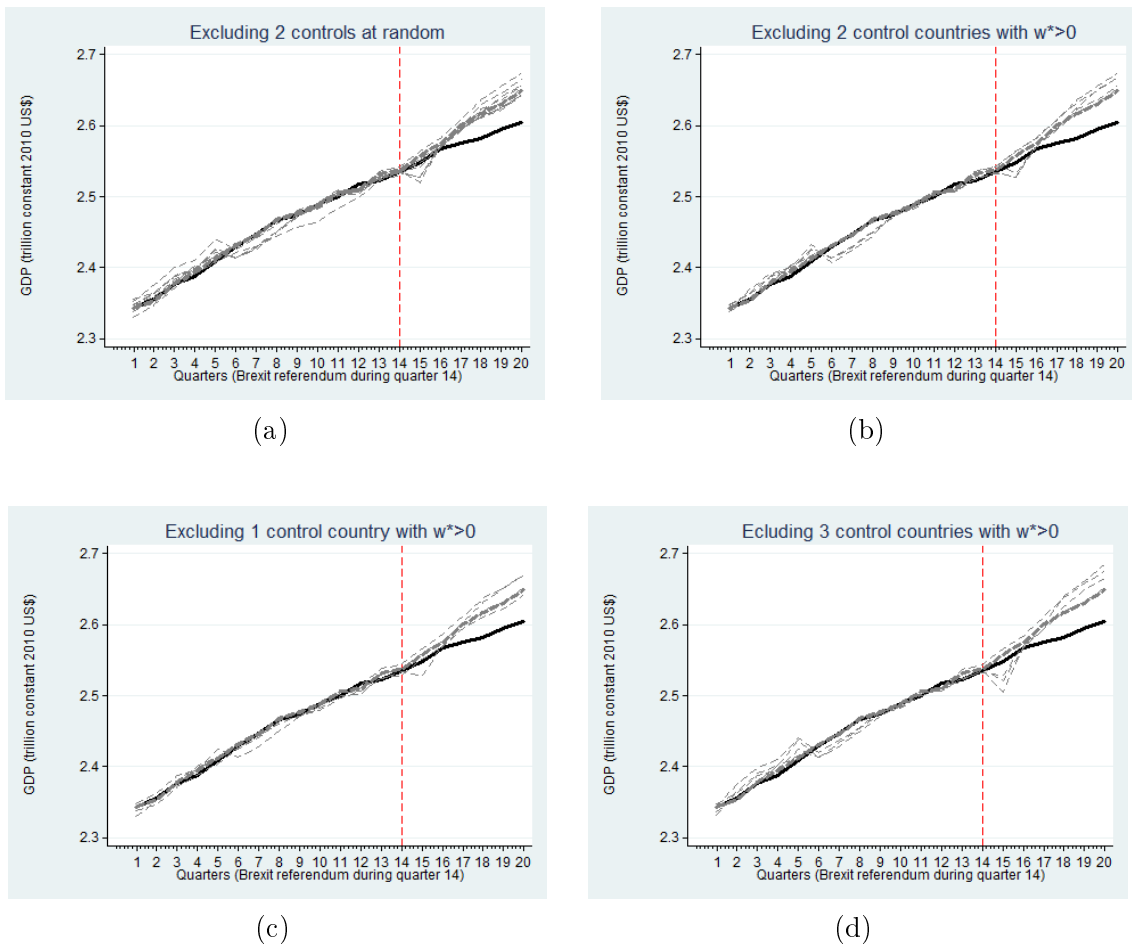 Excluding 2 controls at random
GDP (trillion constant 2010 US$)
2.7
2.6
2.5
2.4
2.3
1 2 3 4 5 6 7 8 9 10 11 12 13 14 15 16 17 18 19 20
Quarters (Brexit referendum during quarter 14)
(a)
Excluding 2 control countries with w*>0
GDP (trillion constant 2010 US$)
2.7
2.6
2.5
2.4
2.3
1 2 3 4 5 6 7 8 9 10 11 12 13 14 15 16 17 18 19 20
Quarters (Brexit referendum during quarter 14)
(b)
Excluding 1 control country with w*>0
GDP (trillion constant 2010 US$)
2.7
2.6
2.5
2.4
2.3
1 2 3 4 5 6 7 8 9 10 11 12 13 14 15 16 17 18 19 20
Quarters (Brexit referendum during quarter 14)
(c)
Ecluding 3 control countries with w*>0
GDP (trillion constant 2010 US$)
2.7
2.6
2.5
2.4
2.3
1 2 3 4 5 6 7 8 9 10 11 12 13 14 15 16 17 18 19 20
Quarters (Brexit referendum during quarter 14)
(d)